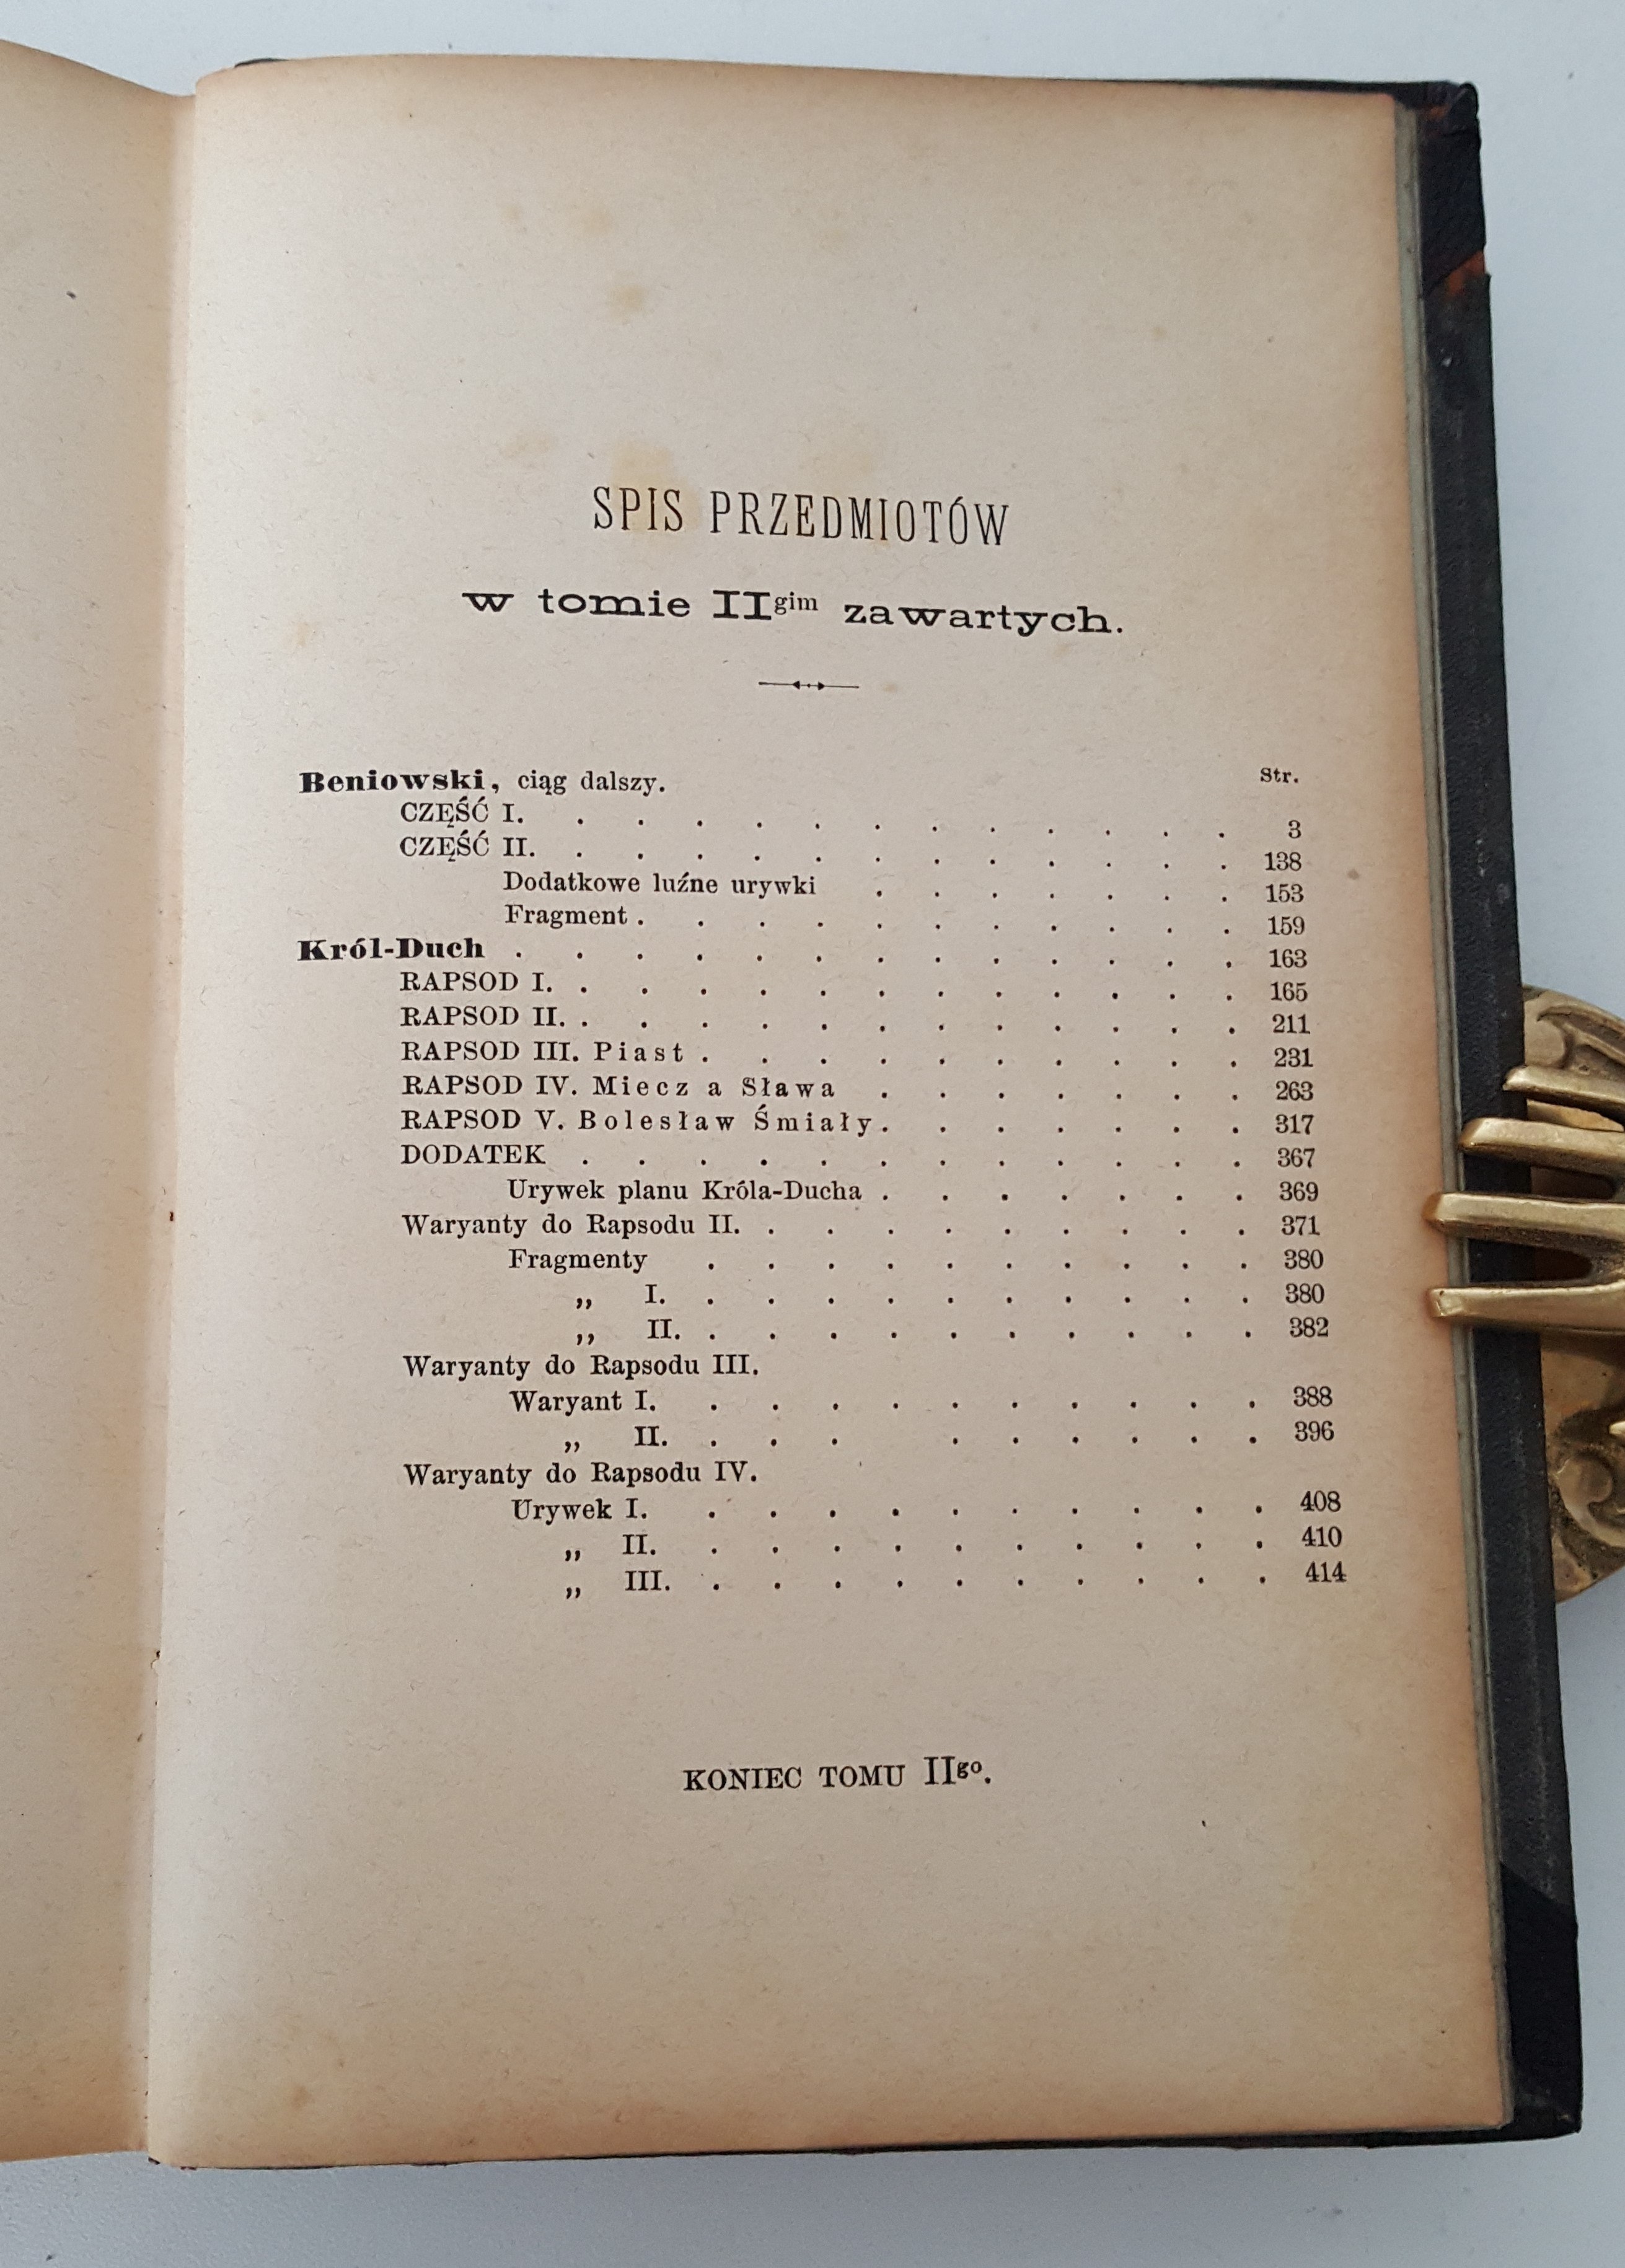 SPIS PRZEDMIOTÓW
w tomie IIgim zawartych.
Beniowski, ciąg dalszy. Str.
CZĘŚĆ I. . . . . . . . . . . . . 3
CZĘŚĆ II. . . . . . . . . . . . . 138
Dodatkowe luźne urywki . . . . . . . 153
Fragment . . . . . . . . . . . 159
Król-Duch . . . . . . . . . . . . . 163
RAPSOD I. . . . . . . . . . . . . 165
RAPSOD II. . . . . . . . . . . . . 211
RAPSOD III. Piast . . . . . . . . . . 231
RAPSOD IV. Miecz a Sława . . . . . . . 263
RAPSOD V. Bolesław Śmiały . . . . . . . 317
DODATEK . . . . . . . . . . . . 367
Urywek planu Króla-Ducha . . . . . . . 369
Waryanty do Rapsodu II. . . . . . . . . . 371
Fragmenty . . . . . . . . . . 380
„ I. . . . . . . . . . . 380
„ II. . . . . . . . . . . 382
Waryanty do Rapsodu III.
Waryant I. . . . . . . . . . . 388
„ II. . . . . . . . . . 396
Waryanty do Rapsodu IV.
Urywek I. . . . . . . . . . . 408
„ II. . . . . . . . . . . 410
„ III. . . . . . . . . . . 414
KONIEC TOMU IIgo.